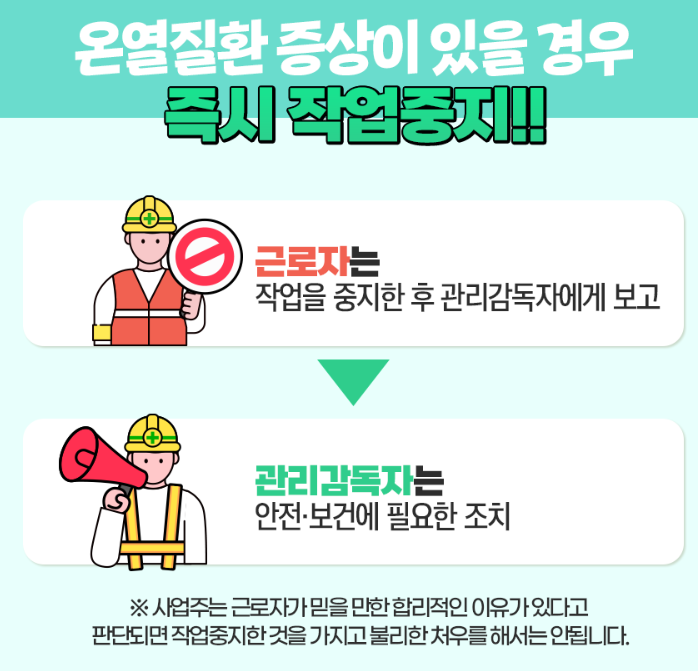 온열질환 증상이 있을 경우
즉시 작업중지!!
근로자는
작업을 중지한 후 관리감독자에게 보고
관리감독자는
안전·보건에 필요한 조치
※ 사업주는 근로자가 믿을 만한 합리적인 이유가 있다고
판단되면 작업중지한 것을 가지고 불리한 처우를 해서는 안됩니다.